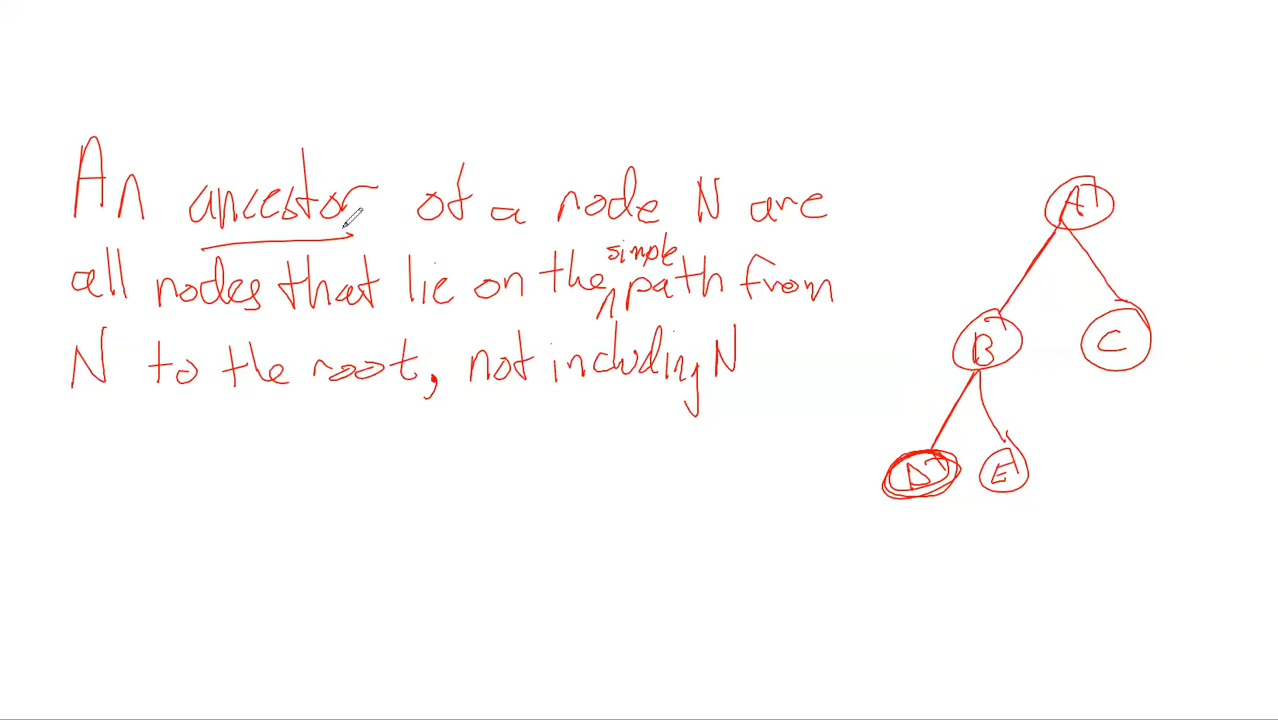 An ancestor of a node N are
all nodes that lie on the simple path from
N to the root, not including N
A
B
C
D
E